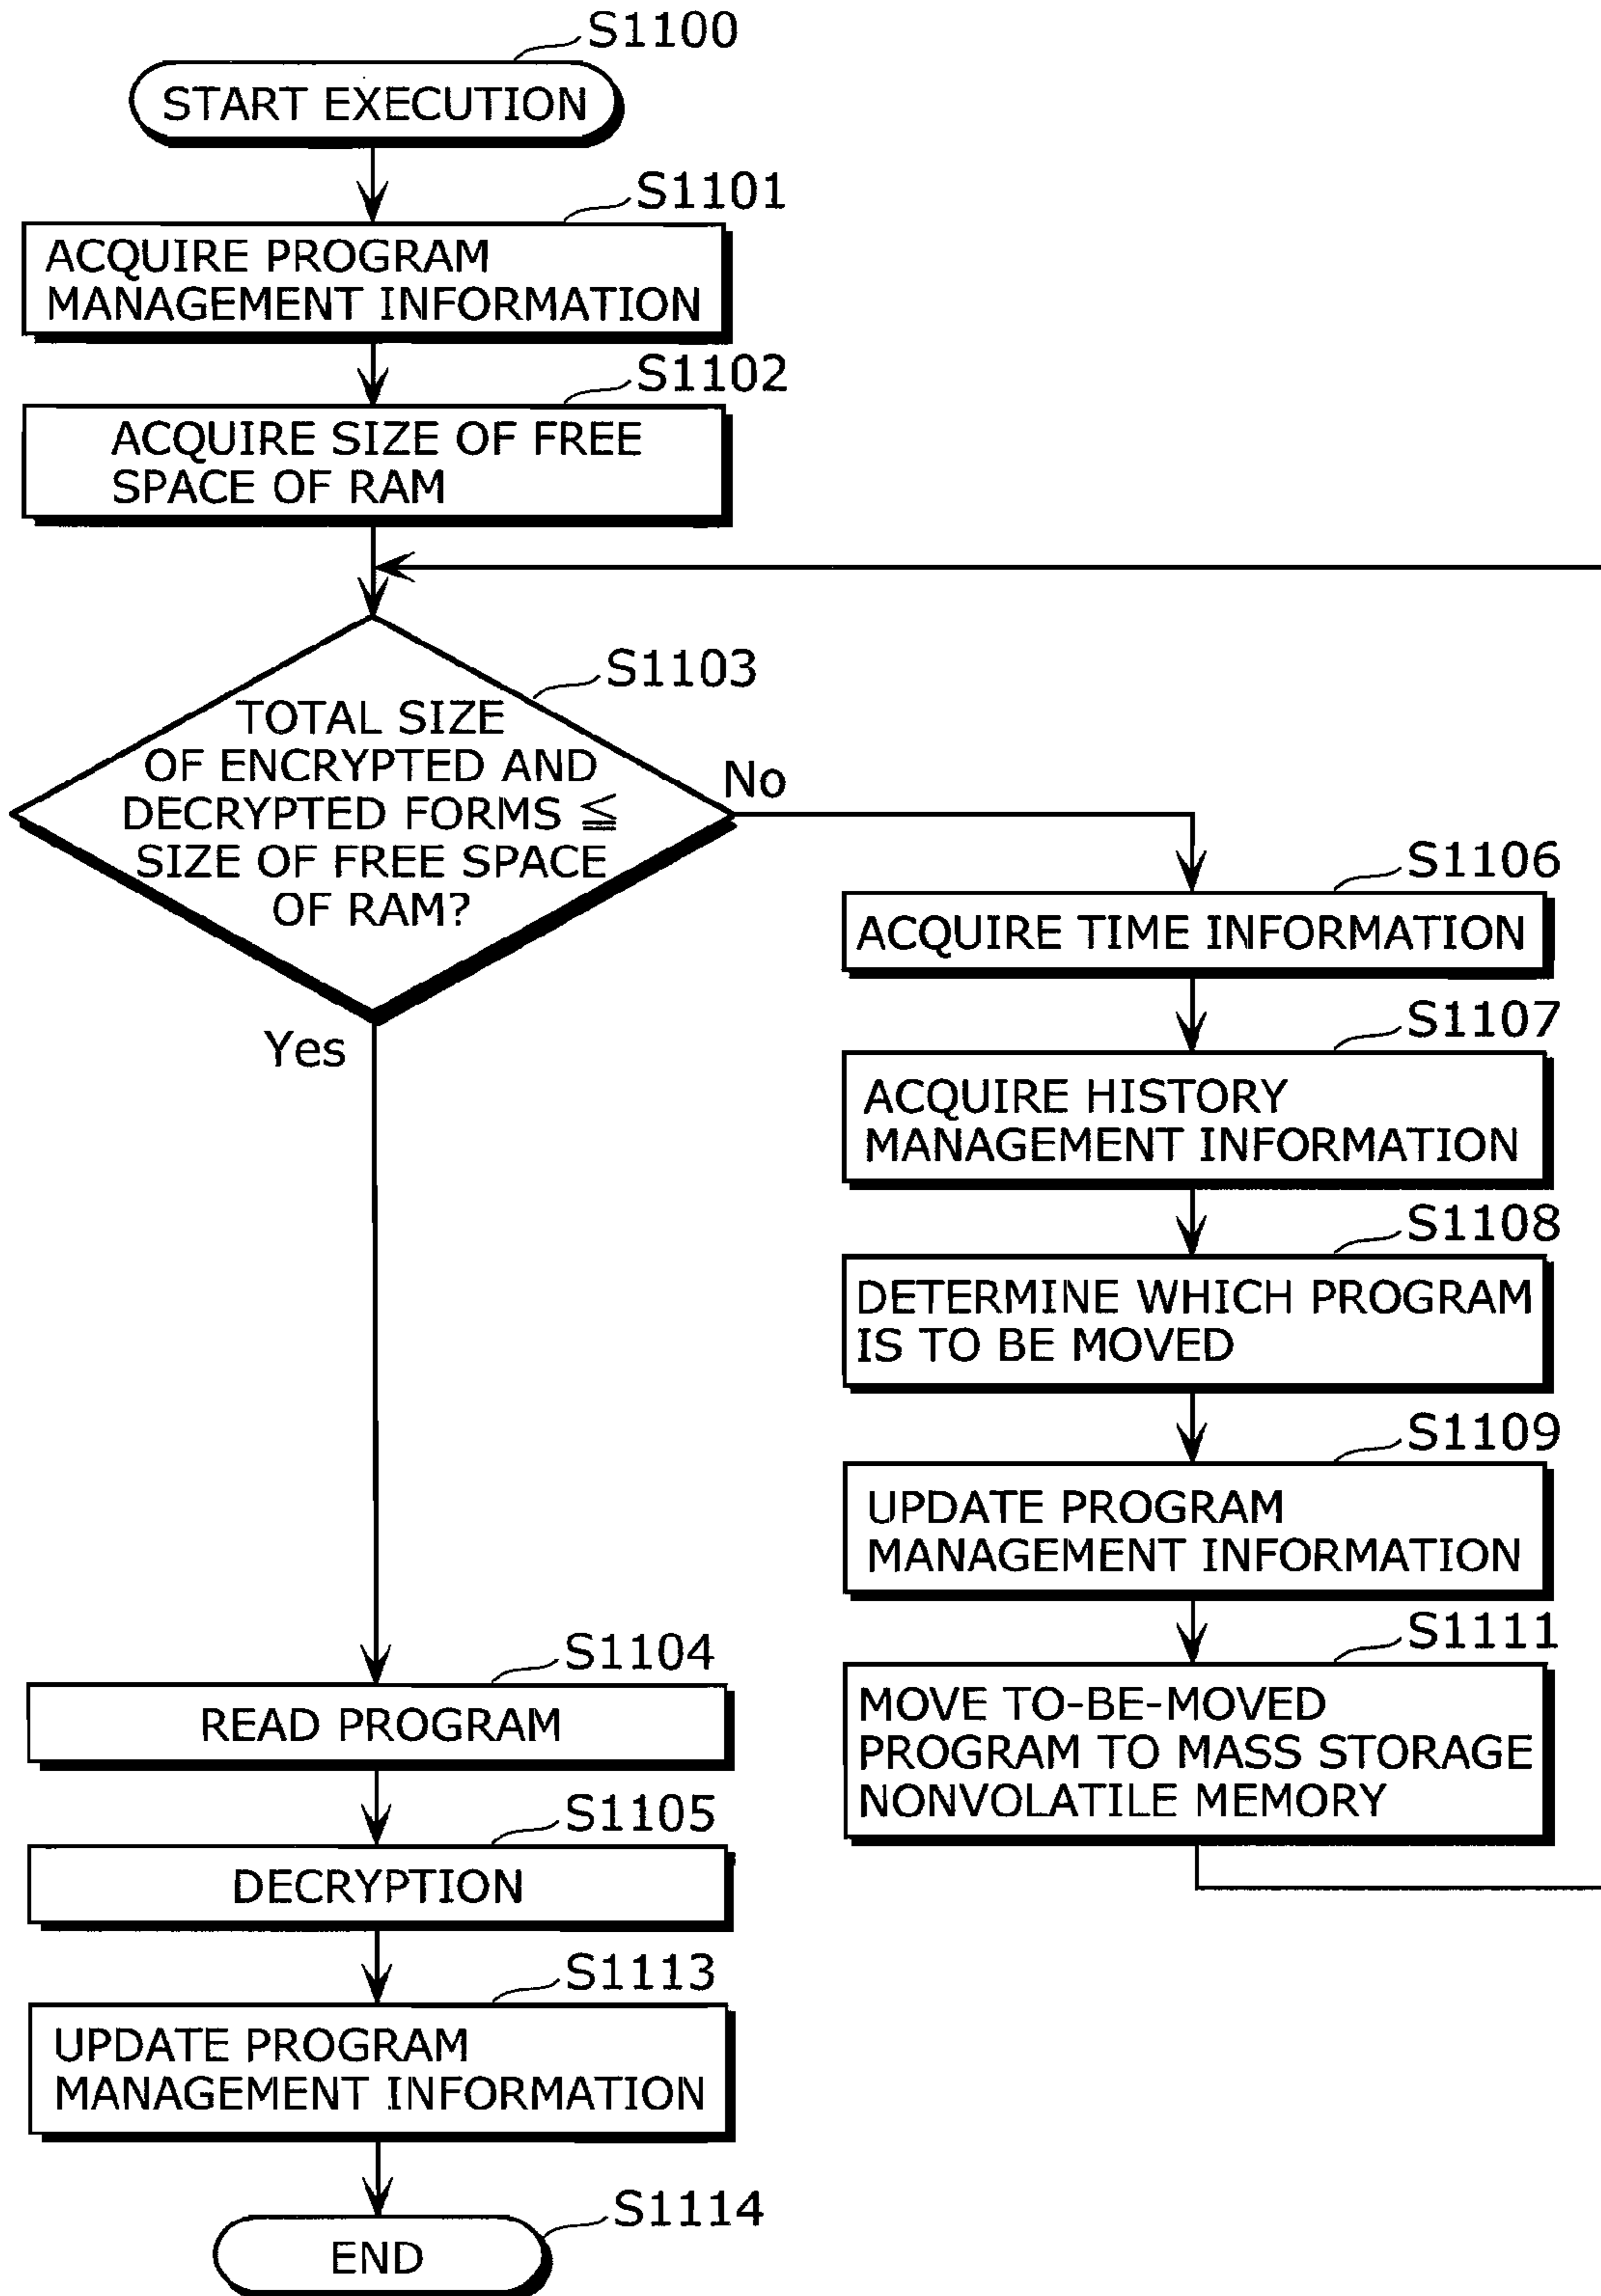 S1100
START EXECUTION
S1101
ACQUIRE PROGRAM
MANAGEMENT INFORMATION
S1102
ACQUIRE SIZE OF FREE
SPACE OF RAM
S1103
TOTAL SIZE
OF ENCRYPTED AND
DECRYPTED FORMS ≦
SIZE OF FREE SPACE
OF RAM?
No
Yes
S1106
ACQUIRE TIME INFORMATION
S1107
ACQUIRE HISTORY
MANAGEMENT INFORMATION
S1108
DETERMINE WHICH PROGRAM
IS TO BE MOVED
S1109
UPDATE PROGRAM
MANAGEMENT INFORMATION
S1111
MOVE TO-BE-MOVED
PROGRAM TO MASS STORAGE
NONVOLATILE MEMORY
S1104
READ PROGRAM
S1105
DECRYPTION
S1113
UPDATE PROGRAM
MANAGEMENT INFORMATION
S1114
END